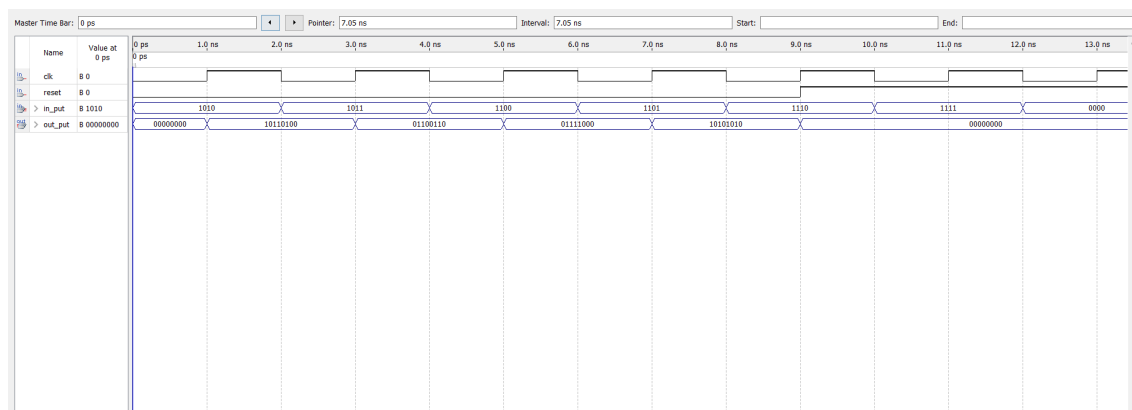 Master Time Bar: 0 ps Pointer: 7.05 ns Interval: 7.05 ns Start: End:
Name Value at 0 ps
0 ps 1.0 ns 2.0 ns 3.0 ns 4.0 ns 5.0 ns 6.0 ns 7.0 ns 8.0 ns 9.0 ns 10.0 ns 11.0 ns 12.0 ns 13.0 ns
0 ps
in clk B 0
in reset B 0
in > in_put B 1010 1010 1011 1100 1101 1110 1111 0000
out > out_put B 00000000 00000000 10110100 01100110 01111000 10101010 00000000